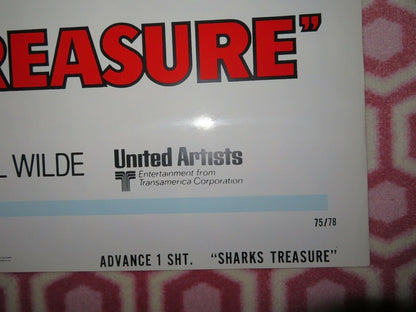 REASURE"
L WILDE
United Artists
Entertainment from
Transamerica Corporation
75/78
ADVANCE 1 SHT. "SHARKS TREASURE"